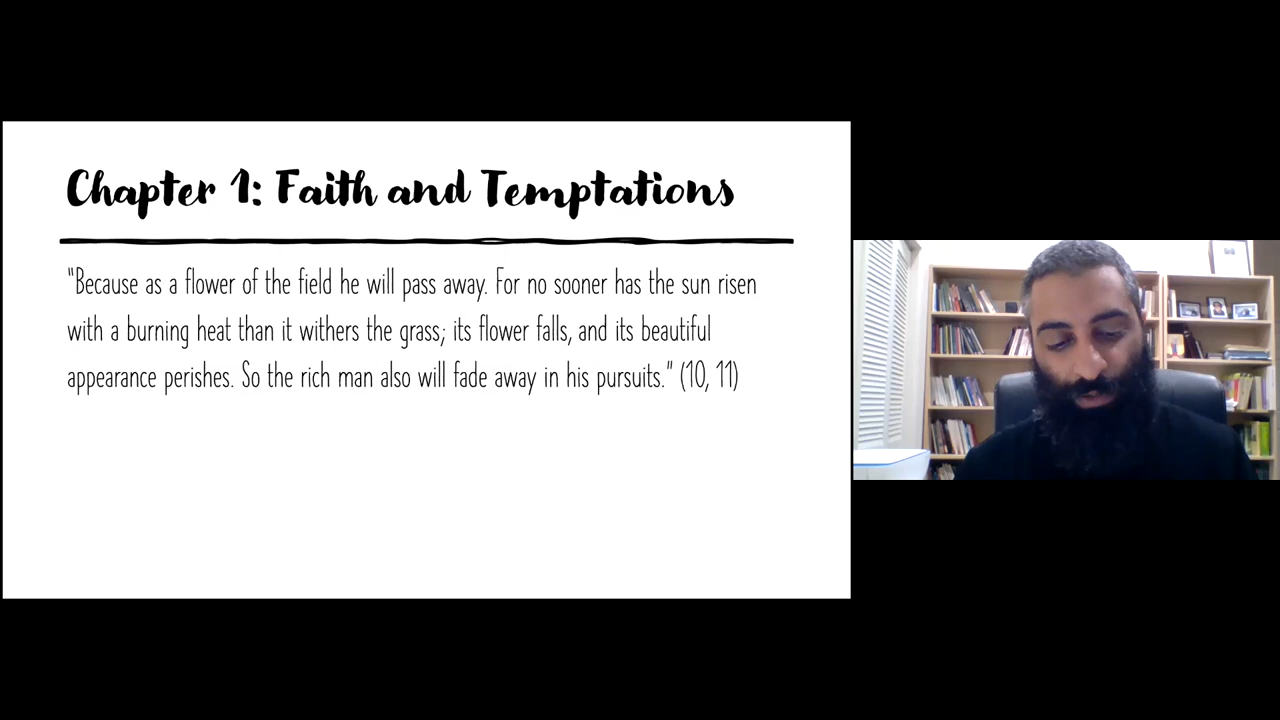 Chapter 1: Faith and Temptations
"Because as a flower of the field he will pass away. For no sooner has the sun risen
with a burning heat than it withers the grass; its flower falls, and its beautiful
appearance perishes. So the rich man also will fade away in his pursuits." (10, 11)